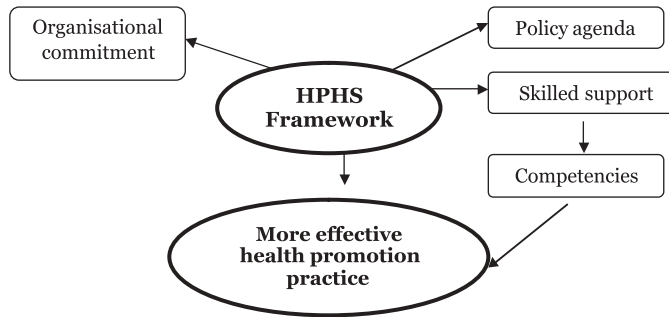 Organisational
commitment
Policy agenda
HPHS
Framework
Skilled support
Competencies
More effective
health promotion
practice